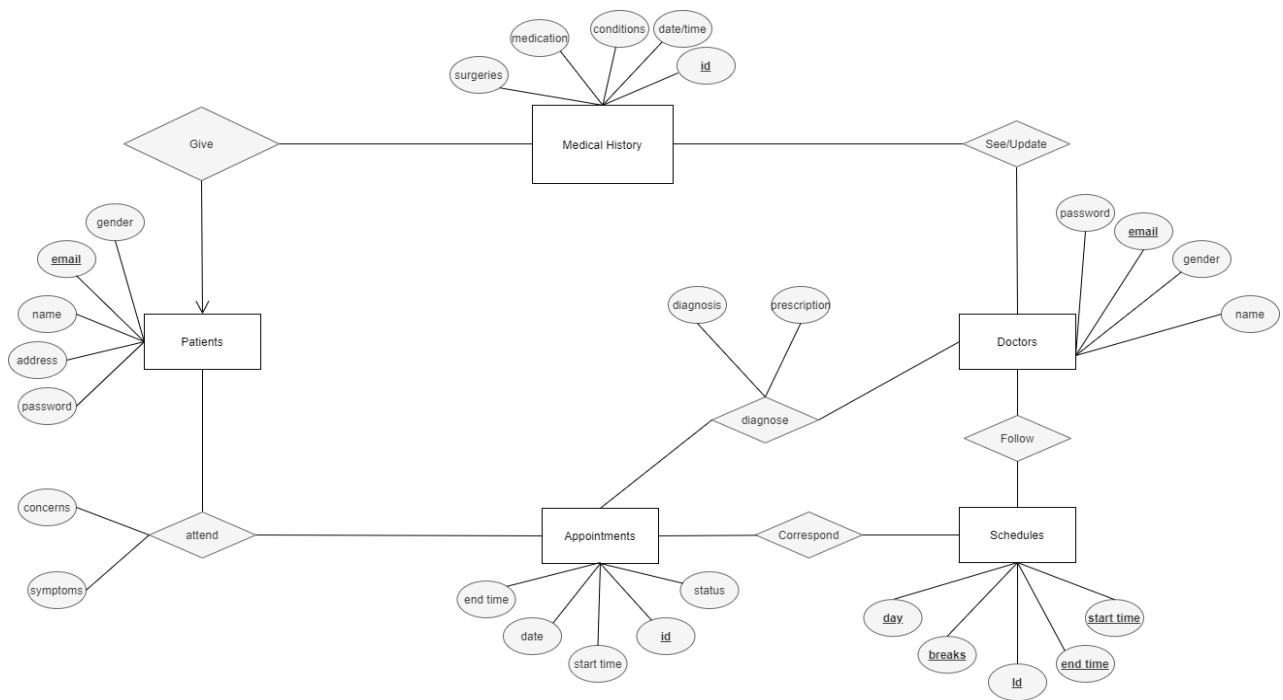 conditions
date/time
medication
id
surgeries
Give
Medical History
See/Update
password
email
gender
name
gender
email
name
address
password
Patients
diagnosis
prescription
Doctors
diagnose
Follow
concerns
symptoms
attend
Appointments
Correspond
Schedules
end time
date
start time
id
status
day
breaks
Id
end time
start time